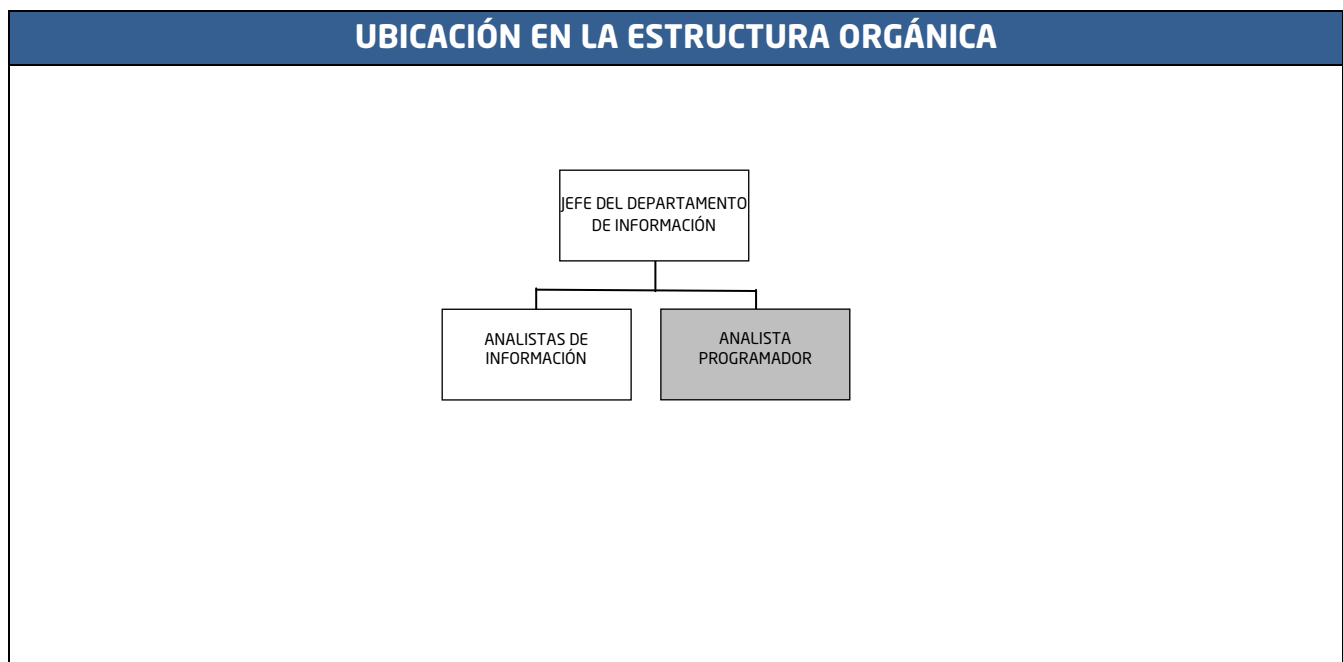 UBICACIÓN EN LA ESTRUCTURA ORGÁNICA
JEFE DEL DEPARTAMENTO
DE INFORMACIÓN
ANALISTAS DE
INFORMACIÓN
ANALISTA
PROGRAMADOR